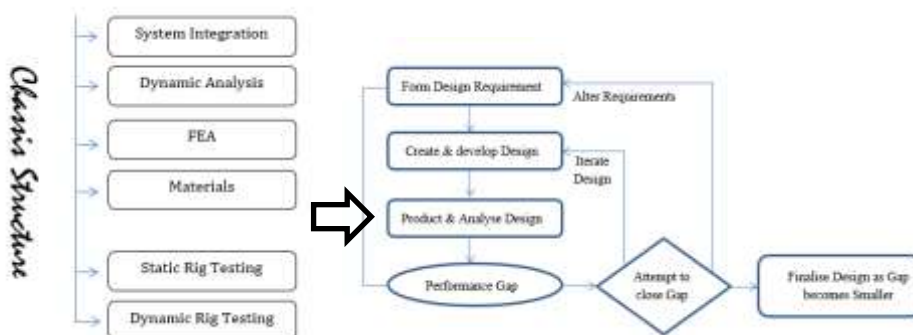 Chassis Structure
System Integration
Dynamic Analysis
FEA
Materials
Static Rig Testing
Dynamic Rig Testing
Form Design Requirement
Alter Requirements
Create & develop Design
Iterate
Design
Product & Analyse Design
Performance Gap
Attempt to
close Gap
Finalise Design as Gap
becomes Smaller